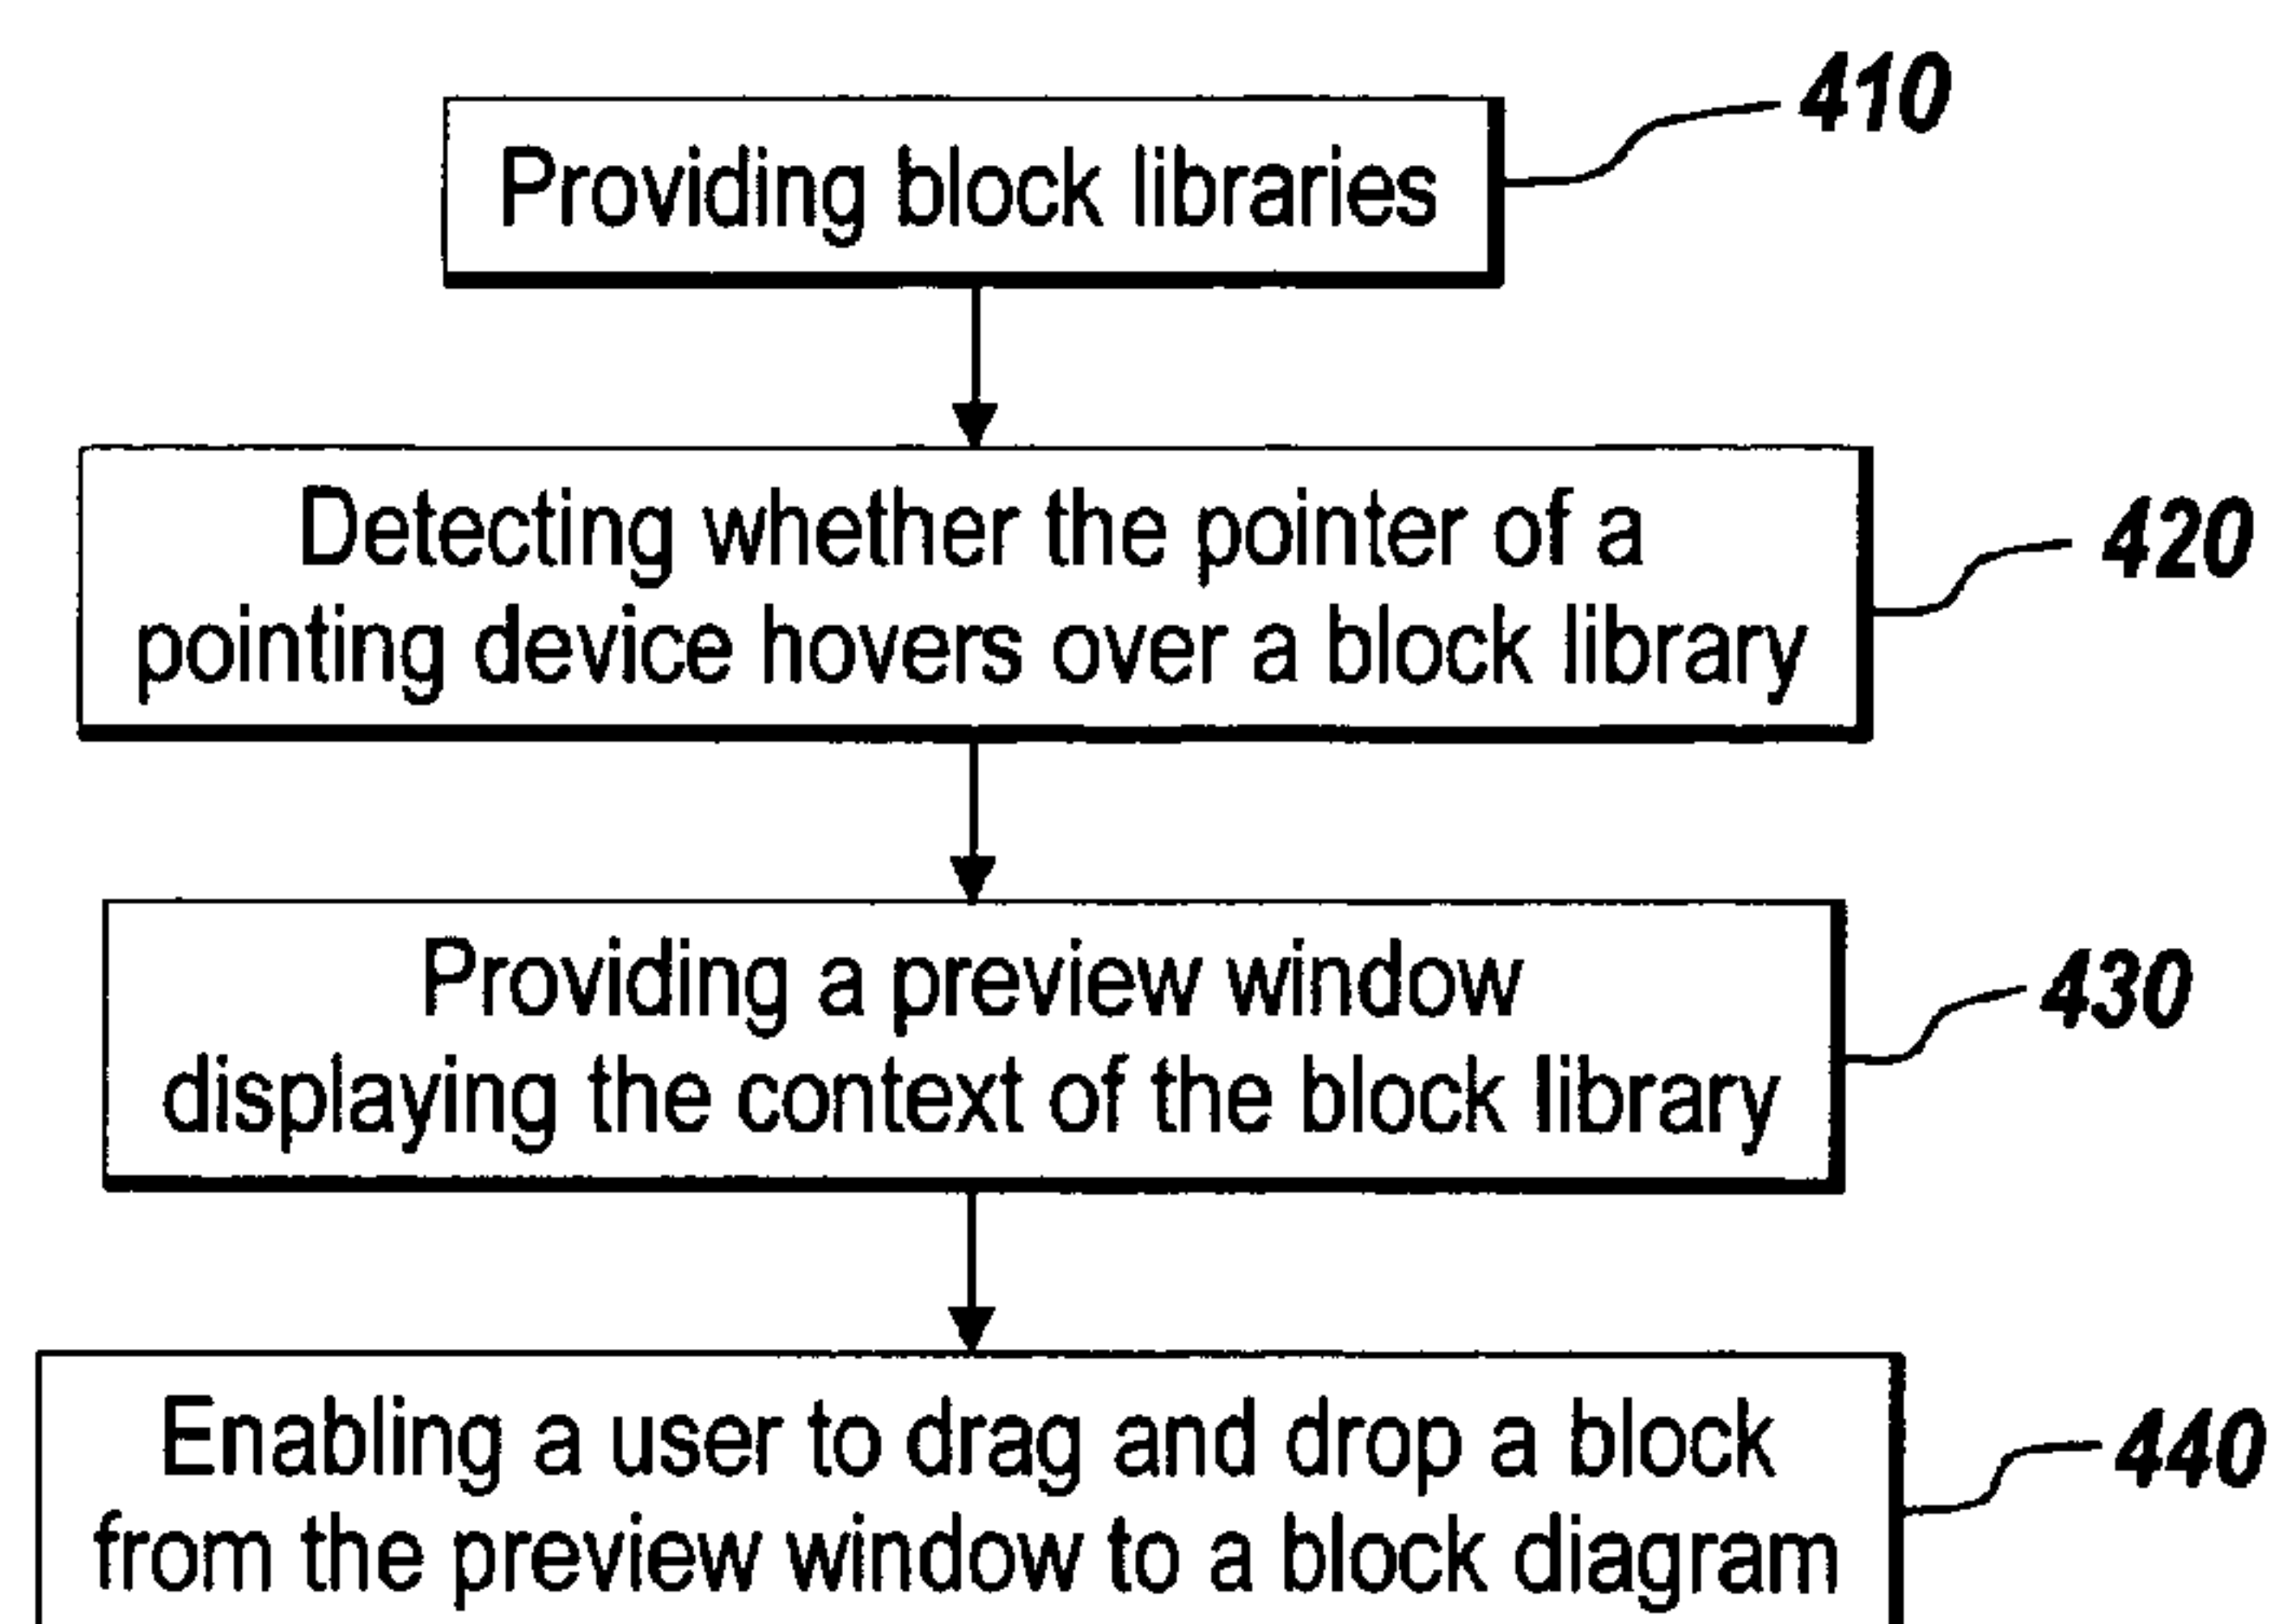 Providing block libraries
410
Detecting whether the pointer of a
pointing device hovers over a block library
420
Providing a preview window
displaying the context of the block library
430
Enabling a user to drag and drop a block
from the preview window to a block diagram
440